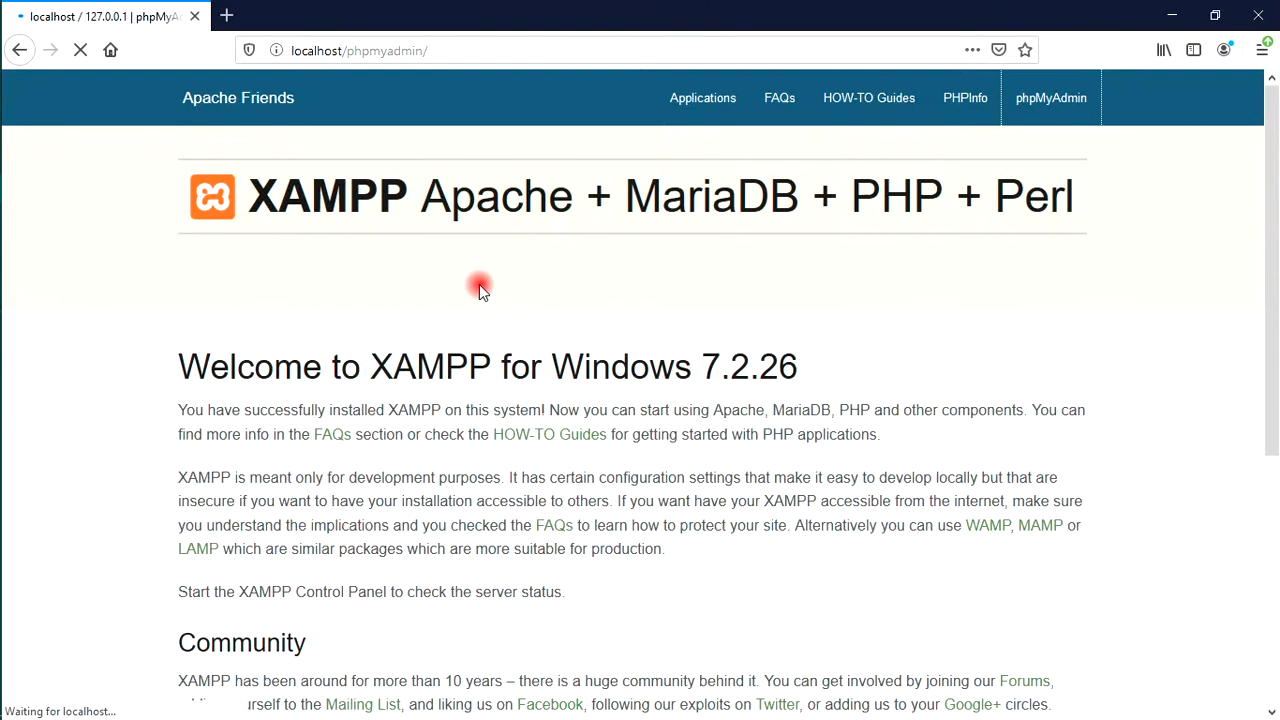 localhost / 127.0.0.1 | phpMyAd
localhost/phpmyadmin/
Apache Friends
Applications
FAQs
HOW-TO Guides
PHPInfo
phpMyAdmin
XAMPP Apache + MariaDB + PHP + Perl
Welcome to XAMPP for Windows 7.2.26
You have successfully installed XAMPP on this system! Now you can start using Apache, MariaDB, PHP and other components. You can
find more info in the FAQs section or check the HOW-TO Guides for getting started with PHP applications.
XAMPP is meant only for development purposes. It has certain configuration settings that make it easy to develop locally but that are
insecure if you want to have your installation accessible to others. If you want have your XAMPP accessible from the internet, make sure
you understand the implications and you checked the FAQs to learn how to protect your site. Alternatively you can use WAMP, MAMP or
LAMP which are similar packages which are more suitable for production.
Start the XAMPP Control Panel to check the server status.
Community
XAMPP has been around for more than 10 years – there is a huge community behind it. You can get involved by joining our Forums,
urself to the Mailing List, and liking us on Facebook, following our exploits on Twitter, or adding us to your Google+ circles.
Waiting for localhost...